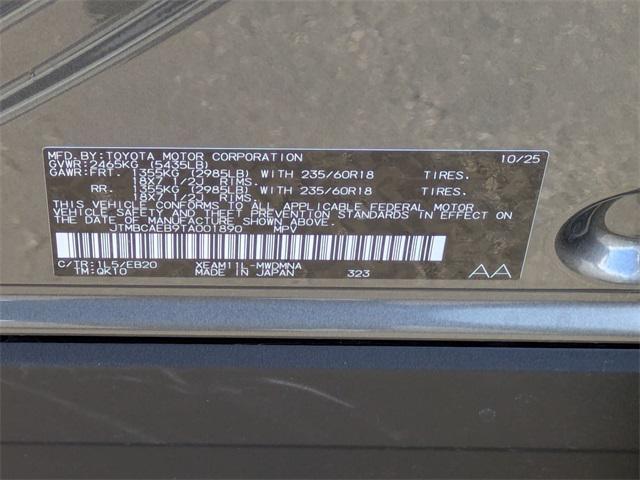 MFD.BY:TOYOTA MOTOR CORPORATION 10/25
GVWR:2465KG (5435LB)
GAWR:FRT. 1355KG (2985LB) WITH 235/60R18 TIRES.
18X7 1/2J RIMS.
RR. 1355KG (2985LB) WITH 235/60R18 TIRES.
18X7 1/2J RIMS.
THIS VEHICLE CONFORMS TO ALL APPLICABLE FEDERAL MOTOR
VEHICLE SAFETY AND THEFT PREVENTION STANDARDS IN EFFECT ON
THE DATE OF MANUFACTURE SHOWN ABOVE.
JTMBCAEB9TA001890 MPV
C/TR:1L5/EB20 XEAM11L-MWDMNA
TM:QK10 MADE IN JAPAN 323 AA